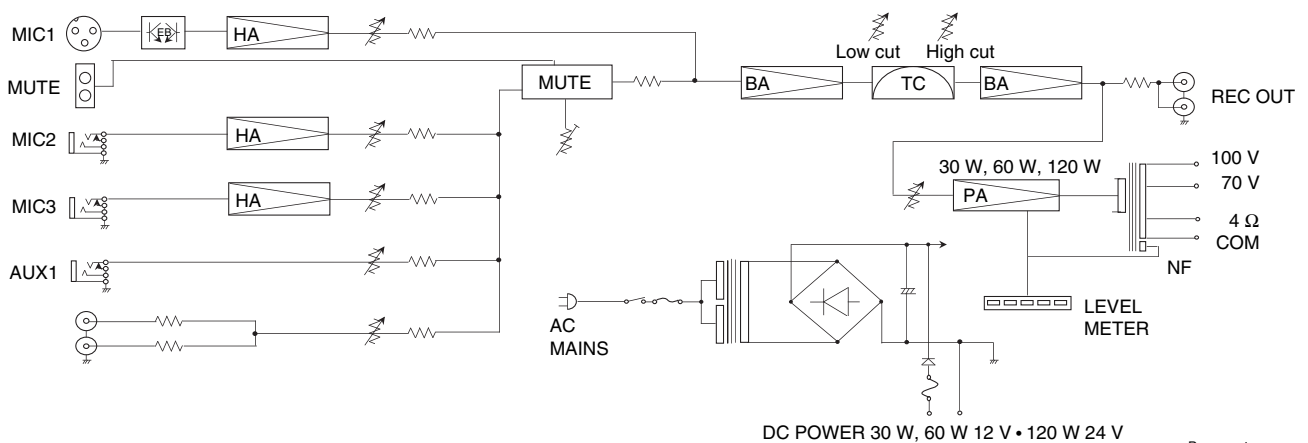 MIC1
EB
HA
Low cut
High cut
MUTE
MUTE
BA
TC
BA
REC OUT
MIC2
HA
30 W, 60 W, 120 W
100 V
MIC3
HA
PA
70 V
4 Ω
COM
AUX1
NF
AC
MAINS
LEVEL
METER
DC POWER 30 W, 60 W 12 V • 120 W 24 V